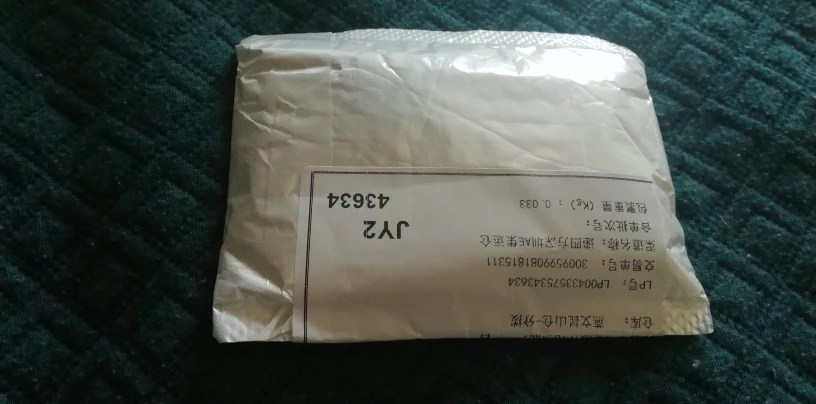 仓库： 燕文昆山仓-分拨
LP号： LP00433575343634
交易单号： 3009599081815311
渠道名称：递四方深圳AE集运仓
合单批次号：
包裹重量（Kg）：0.033
JY2
43634